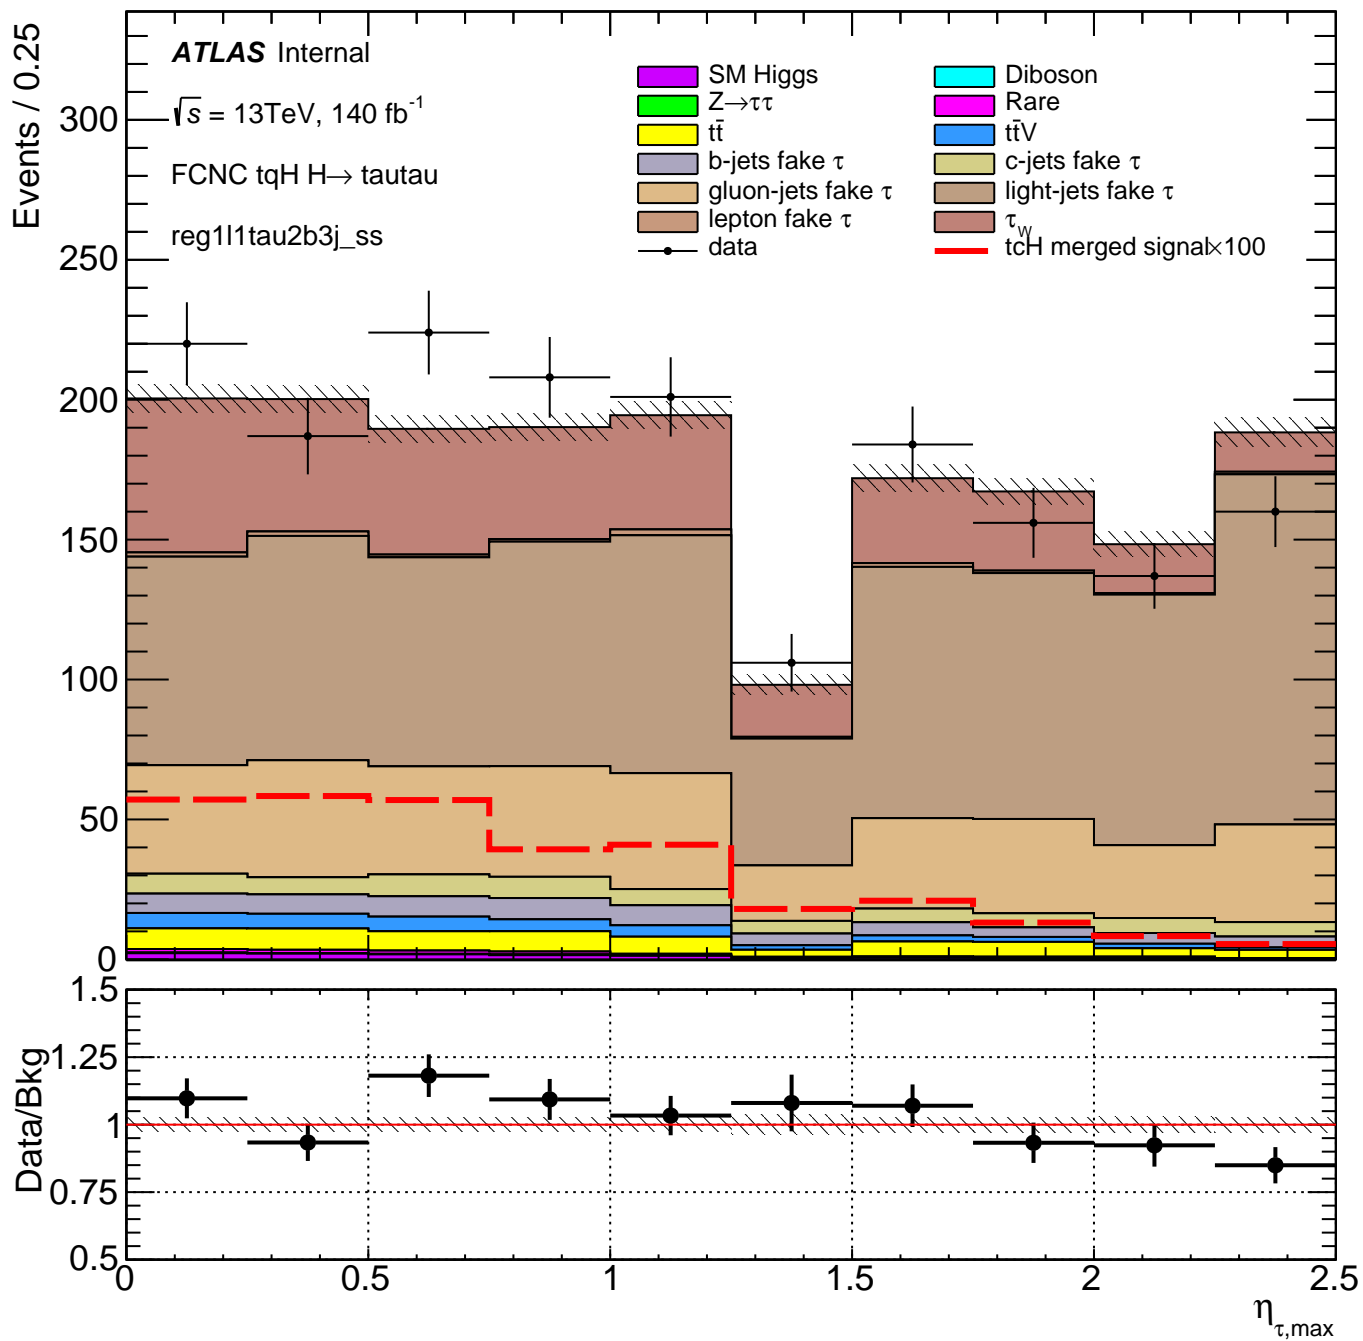 Events / 0.25
ATLAS Internal
√s = 13TeV, 140 fb⁻¹
FCNC tqH H→ tautau
reg1l1tau2b3j_ss
SM Higgs
Diboson
Z→ττ
Rare
tt̄
tt̄V
b-jets fake τ
c-jets fake τ
gluon-jets fake τ
light-jets fake τ
lepton fake τ
τ_W
data
tcH merged signal×100
300
250
200
150
100
50
0
Data/Bkg
1.5
1.25
1
0.75
0.5
0 0.5 1 1.5 2 2.5
η_τ,max